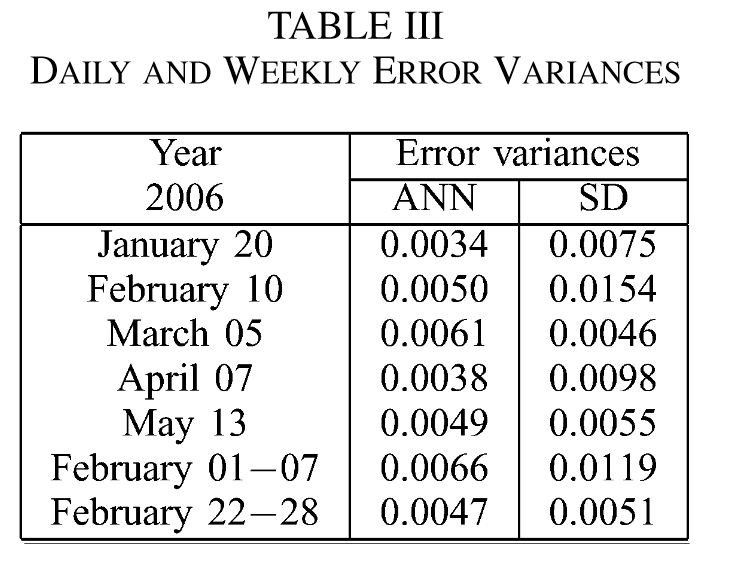 TABLE III
DAILY AND WEEKLY ERROR VARIANCES
Year 2006 Error variances
ANN SD
January 20 0.0034 0.0075
February 10 0.0050 0.0154
March 05 0.0061 0.0046
April 07 0.0038 0.0098
May 13 0.0049 0.0055
February 01−07 0.0066 0.0119
February 22−28 0.0047 0.0051